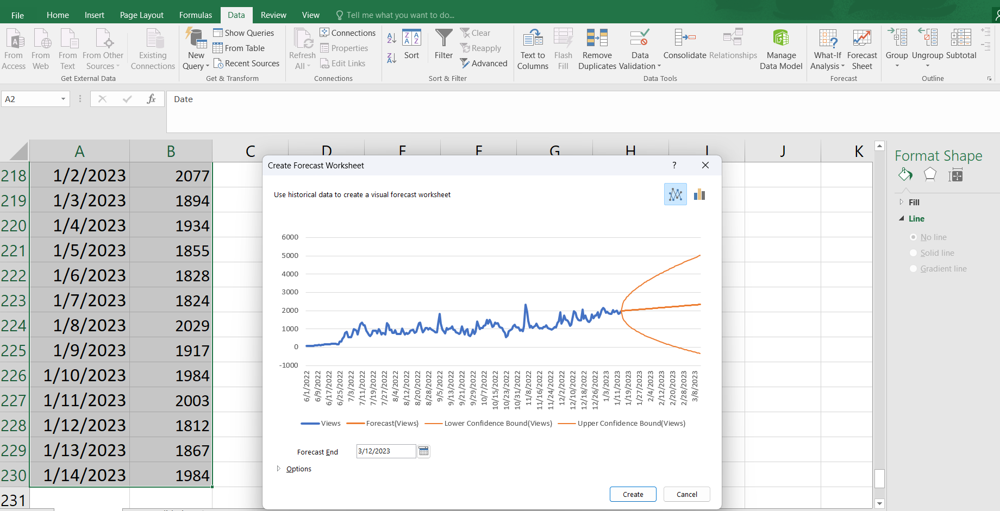 File Home Insert Page Layout Formulas Data Review View Tell me what you want to do...
From Access
From Web
From Text
From Other Sources
Existing Connections
Get External Data
New Query
Show Queries
From Table
Recent Sources
Get & Transform
Refresh All
Connections
Properties
Edit Links
Connections
A Z
Z A
Z A A Z
Sort
Filter
Clear
Reapply
Advanced
Sort & Filter
Text to Columns
Flash Fill
Remove Duplicates
Data Validation
Consolidate
Relationships
Manage Data Model
Data Tools
What-If Analysis
Forecast Sheet
Forecast
Group
Ungroup
Subtotal
Outline
A2 fx Date
A B C D E F G H I J K
218 1/2/2023 2077
219 1/3/2023 1894
220 1/4/2023 1934
221 1/5/2023 1855
222 1/6/2023 1828
223 1/7/2023 1824
224 1/8/2023 2029
225 1/9/2023 1917
226 1/10/2023 1984
227 1/11/2023 2003
228 1/12/2023 1812
229 1/13/2023 1867
230 1/14/2023 1984
231
Create Forecast Worksheet ?
Use historical data to create a visual forecast worksheet
6000
5000
4000
3000
2000
1000
0
-1000
6/1/2022
6/9/2022
6/17/2022
6/25/2022
7/3/2022
7/11/2022
7/19/2022
7/27/2022
8/4/2022
8/12/2022
8/20/2022
8/28/2022
9/5/2022
9/13/2022
9/21/2022
9/29/2022
10/7/2022
10/15/2022
10/23/2022
10/31/2022
11/8/2022
11/16/2022
11/24/2022
12/2/2022
12/10/2022
12/18/2022
12/26/2022
1/3/2023
1/11/2023
1/19/2023
1/27/2023
2/4/2023
2/12/2023
2/20/2023
2/28/2023
3/8/2023
Views Forecast(Views) Lower Confidence Bound(Views) Upper Confidence Bound(Views)
Forecast End 3/12/2023
Options
Create Cancel
Format Shape
Fill
Line
No line
Solid line
Gradient line